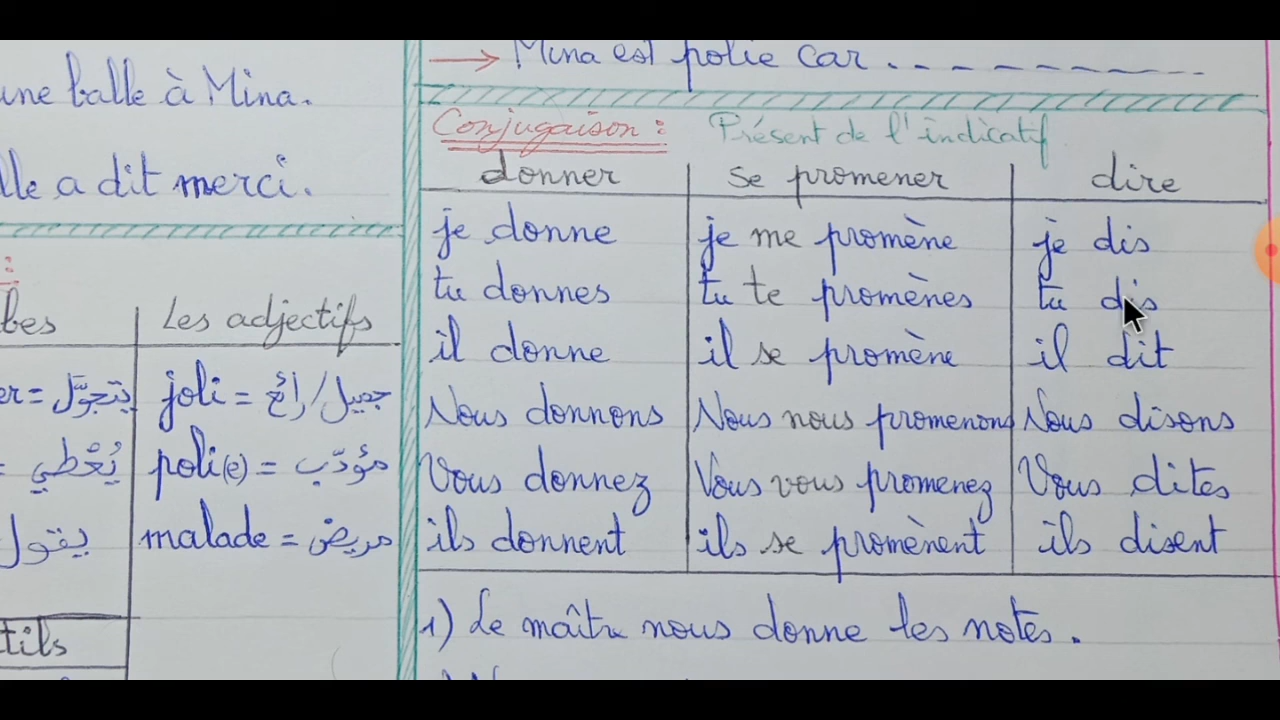 une balle à Mina.
lle a dit merci.
:
bes | Les adjectifs
er = يتجوّل | joli = جميل/رائع
= يُعْطي | poli(e) = مؤدّب
يقول | malade = مريض
tils
→ Mina est polie car . _ _ _ _ _ _ _ _ _ _
Conjugaison : Présent de l'indicatif
donner | se promener | dire
je donne | je me promène | je dis
tu donnes | tu te promènes | tu dis
il donne | il se promène | il dit
Nous donnons | Nous nous promenons | Nous disons
Vous donnez | Vous vous promenez | Vous dites
ils donnent | ils se promènent | ils disent
1) Le maître nous donne les notes.